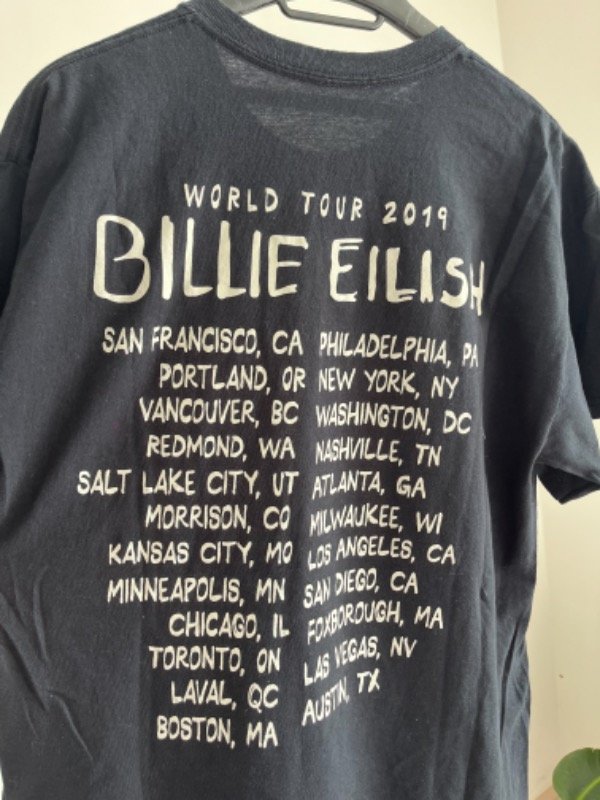 WORLD TOUR 2019
BILLIE EILISH
SAN FRANCISCO, CA
PORTLAND, OR
VANCOUVER, BC
REDMOND, WA
SALT LAKE CITY, UT
MORRISON, CO
KANSAS CITY, MO
MINNEAPOLIS, MN
CHICAGO, IL
TORONTO, ON
LAVAL, QC
BOSTON, MA
PHILADELPHIA, PA
NEW YORK, NY
WASHINGTON, DC
NASHVILLE, TN
ATLANTA, GA
MILWAUKEE, WI
LOS ANGELES, CA
SAN DIEGO, CA
FOXBOROUGH, MA
LAS VEGAS, NV
AUSTIN, TX